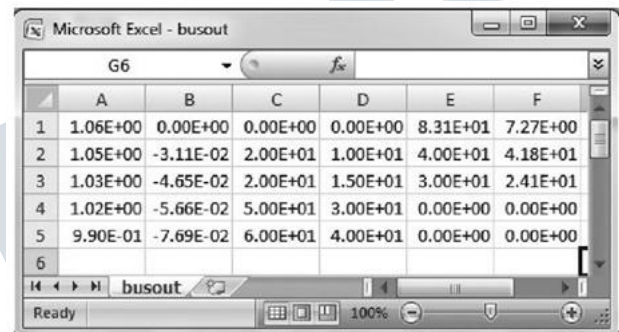 Microsoft Excel - busout
G6 fx
A B C D E F
1 1.06E+00 0.00E+00 0.00E+00 0.00E+00 8.31E+01 7.27E+00
2 1.05E+00 -3.11E-02 2.00E+01 1.00E+01 4.00E+01 4.18E+01
3 1.03E+00 -4.65E-02 2.00E+01 1.50E+01 3.00E+01 2.41E+01
4 1.02E+00 -5.66E-02 5.00E+01 3.00E+01 0.00E+00 0.00E+00
5 9.90E-01 -7.69E-02 6.00E+01 4.00E+01 0.00E+00 0.00E+00
6
busout
Ready 100%